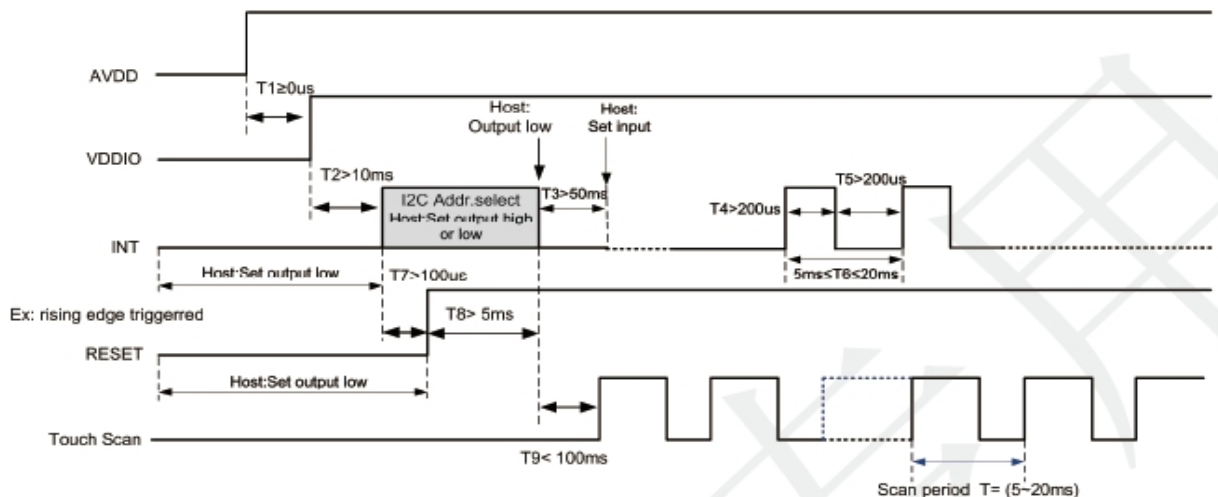 AVDD
T1≥0us
Host:
Output low
Host:
Set input
VDDIO
T2>10ms
I2C Addr.select
Host:Set output high
or low
T3>50ms
T4>200us
T5>200us
INT
Host:Set output low
T7>100us
5ms≤T6≤20ms
Ex: rising edge triggerred
T8> 5ms
RESET
Host:Set output low
Touch Scan
T9< 100ms
Scan period T= (5~20ms)